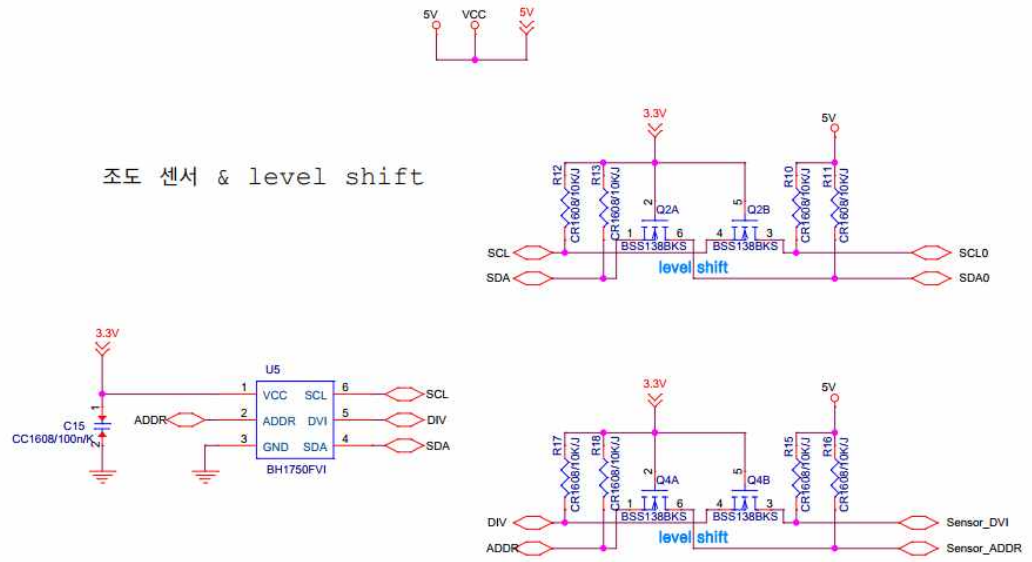 5V VCC 5V
조도 센서 & level shift
3.3V
5V
R12
CR1608/10K/J
R13
CR1608/10K/J
2
Q2A
1
6
BSS138BKS
5
Q2B
4
3
BSS138BKS
R10
CR1608/10K/J
R11
CR1608/10K/J
SCL
SCL0
level shift
SDA
SDA0
3.3V
U5
1 VCC SCL 6 SCL
ADDR 2 ADDR DVI 5 DIV
3 GND SDA 4 SDA
BH1750FVI
1
C15
CC1608/100n/K
2
3.3V
5V
R17
CR1608/10K/J
R18
CR1608/10K/J
2
Q4A
1
6
BSS138BKS
5
Q4B
4
3
BSS138BKS
R15
CR1608/10K/J
R16
CR1608/10K/J
DIV
Sensor_DVI
level shift
ADDR
Sensor_ADDR